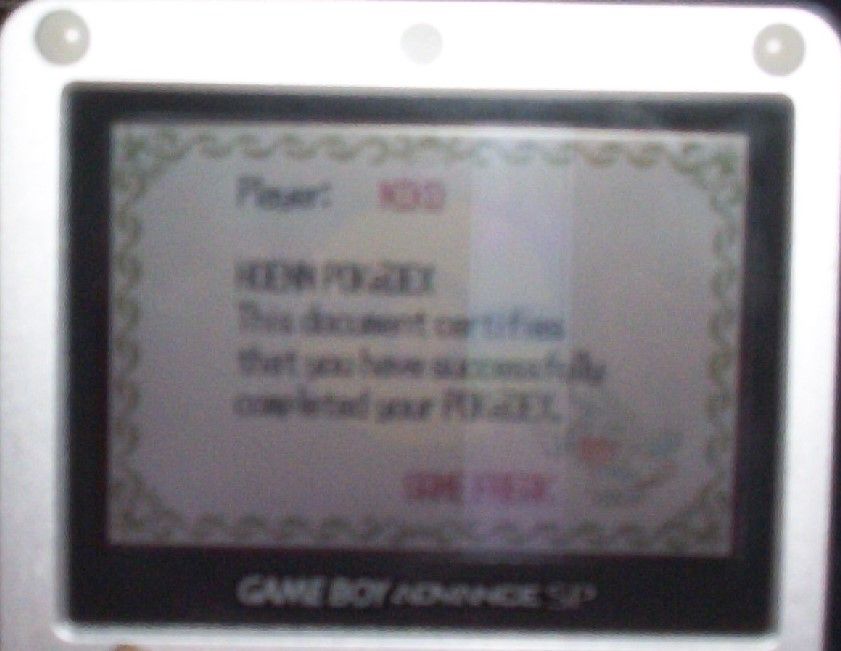 Player:
HOENN POKéDEX
This document certifies
that you have successfully
completed your POKéDEX.
GAME FREAK
GAME BOY ADVANCE SP